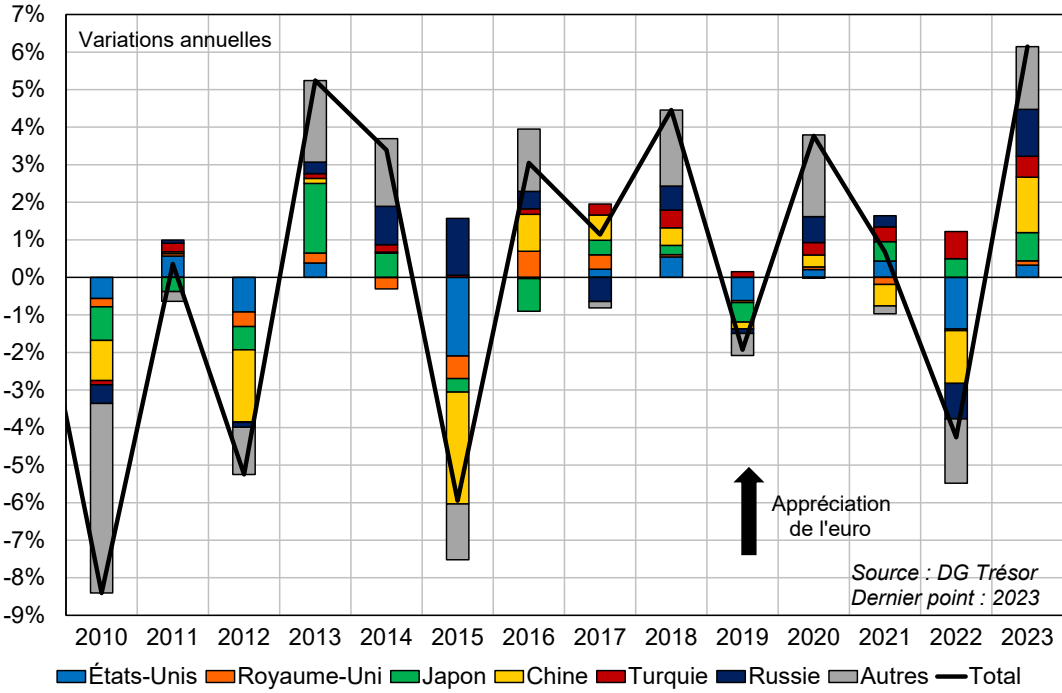 7%
6%
5%
4%
3%
2%
1%
0%
-1%
-2%
-3%
-4%
-5%
-6%
-7%
-8%
-9%
Variations annuelles
Appréciation
de l'euro
Source : DG Trésor
Dernier point : 2023
2010 2011 2012 2013 2014 2015 2016 2017 2018 2019 2020 2021 2022 2023
États-Unis Royaume-Uni Japon Chine Turquie Russie Autres Total